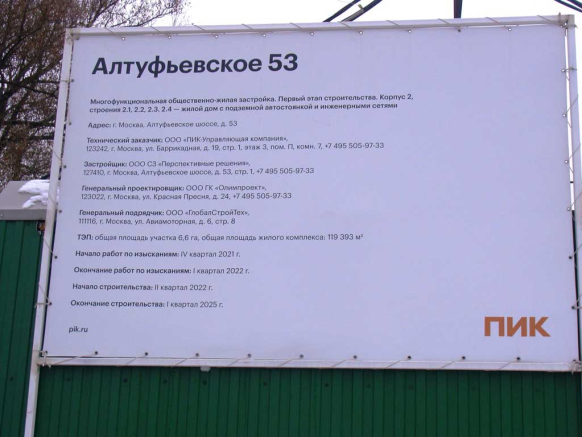 Алтуфьевское 53
Многофункциональная общественно-жилая застройка. Первый этап строительства. Корпус 2,
строения 2.1, 2.2, 2.3. 2.4 — жилой дом с подземной автостоянкой и инженерными сетями
Адрес: г. Москва, Алтуфьевское шоссе, д. 53
Технический заказчик: ООО «ПИК-Управляющая компания»,
123242, г. Москва, ул. Баррикадная, д. 19, стр. 1, этаж 3, пом. П, комн. 7, +7 495 505-97-33
Застройщик: ООО СЗ «Перспективные решения»,
127410, г. Москва, Алтуфьевское шоссе, д. 53, стр. 1, +7 495 505-97-33
Генеральный проектировщик: ООО ГК «Олимпроект»,
123022, г. Москва, ул. Красная Пресня, д. 24, +7 495 505-97-33
Генеральный подрядчик: ООО «ГлобалСтройТех»,
111116. г. Москва, ул. Авиамоторная, д. 6, стр. 8
ТЭП: общая площадь участка 6,6 га, общая площадь жилого комплекса: 119 393 м²
Начало работ по изысканиям: IV квартал 2021 г.
Окончание работ по изысканиям: I квартал 2022 г.
Начало строительства: II квартал 2022 г.
Окончание строительства: I квартал 2025 г.
pik.ru
ПИК